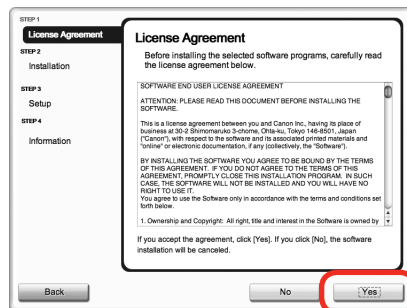 STEP 1
License Agreement
STEP 2
Installation
STEP 3
Setup
STEP 4
Information
License Agreement
Before installing the selected software programs, carefully read
the license agreement below.
SOFTWARE END USER LICENSE AGREEMENT
ATTENTION: PLEASE READ THIS DOCUMENT BEFORE INSTALLING THE
SOFTWARE.
This is a license agreement between you and Canon Inc., having its place of
business at 30-2 Shimomaruko 3-chome, Ohta-ku, Tokyo 146-8501, Japan
("Canon"), with respect to the software and its associated printed materials and
"online" or electronic documentation, if any (collectively, the "Software").
BY INSTALLING THE SOFTWARE YOU AGREE TO BE BOUND BY THE TERMS
OF THIS AGREEMENT. IF YOU DO NOT AGREE TO THE TERMS OF THIS
AGREEMENT, PROMPTLY CLOSE THIS INSTALLATION PROGRAM. IN SUCH
CASE, THE SOFTWARE WILL NOT BE INSTALLED AND YOU WILL HAVE NO
RIGHT TO USE IT.
You agree to use the Software only in accordance with the terms and conditions set
forth below.
1. Ownership and Copyright: All right, title and interest in the Software is owned by
If you accept the agreement, click [Yes]. If you click [No], the software
installation will be canceled.
Back
No
Yes